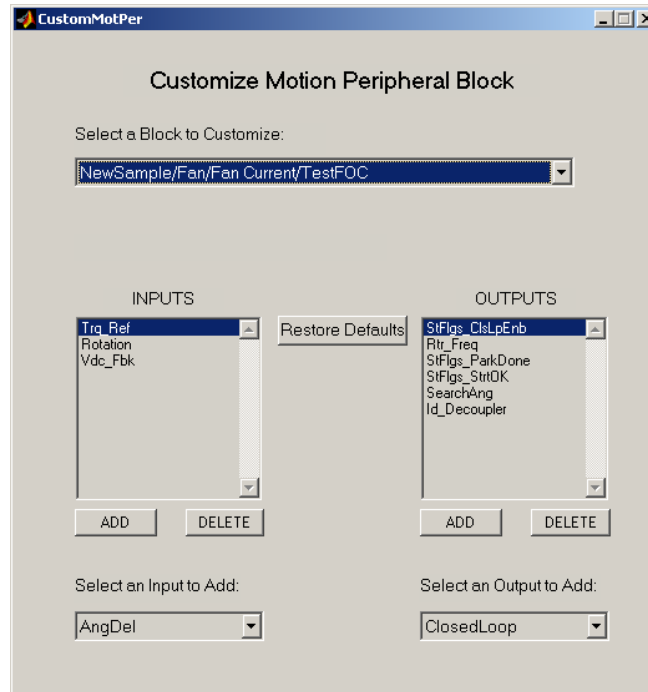 CustomMotPer
Customize Motion Peripheral Block
Select a Block to Customize:
NewSample/Fan/Fan Current/TestFOC
INPUTS
OUTPUTS
Trq_Ref
Rotation
Vdc_Fbk
Restore Defaults
StFlgs_ClsLpEnb
Rtr_Freq
StFlgs_ParkDone
StFlgs_StrtOK
SearchAng
Id_Decoupler
ADD
DELETE
ADD
DELETE
Select an Input to Add:
Select an Output to Add:
AngDel
ClosedLoop